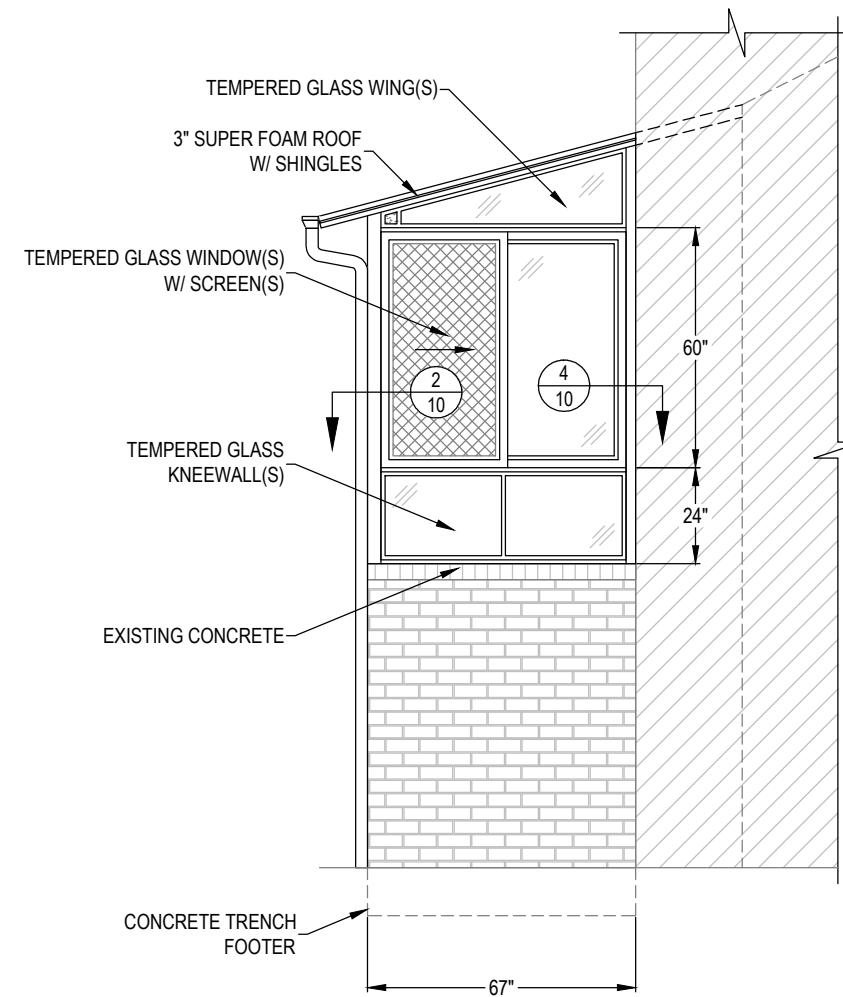 TEMPERED GLASS WING(S)
3" SUPER FOAM ROOF
W/ SHINGLES
TEMPERED GLASS WINDOW(S)
W/ SCREEN(S)
60"
2
10
4
10
TEMPERED GLASS
KNEEWALL(S)
24"
EXISTING CONCRETE
CONCRETE TRENCH
FOOTER
67"